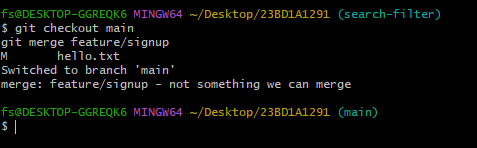 fs@DESKTOP-GGREQK6 MINGW64 ~/Desktop/23BD1A1291 (search-filter)
$ git checkout main
git merge feature/signup
M       hello.txt
Switched to branch 'main'
merge: feature/signup - not something we can merge
fs@DESKTOP-GGREQK6 MINGW64 ~/Desktop/23BD1A1291 (main)
$